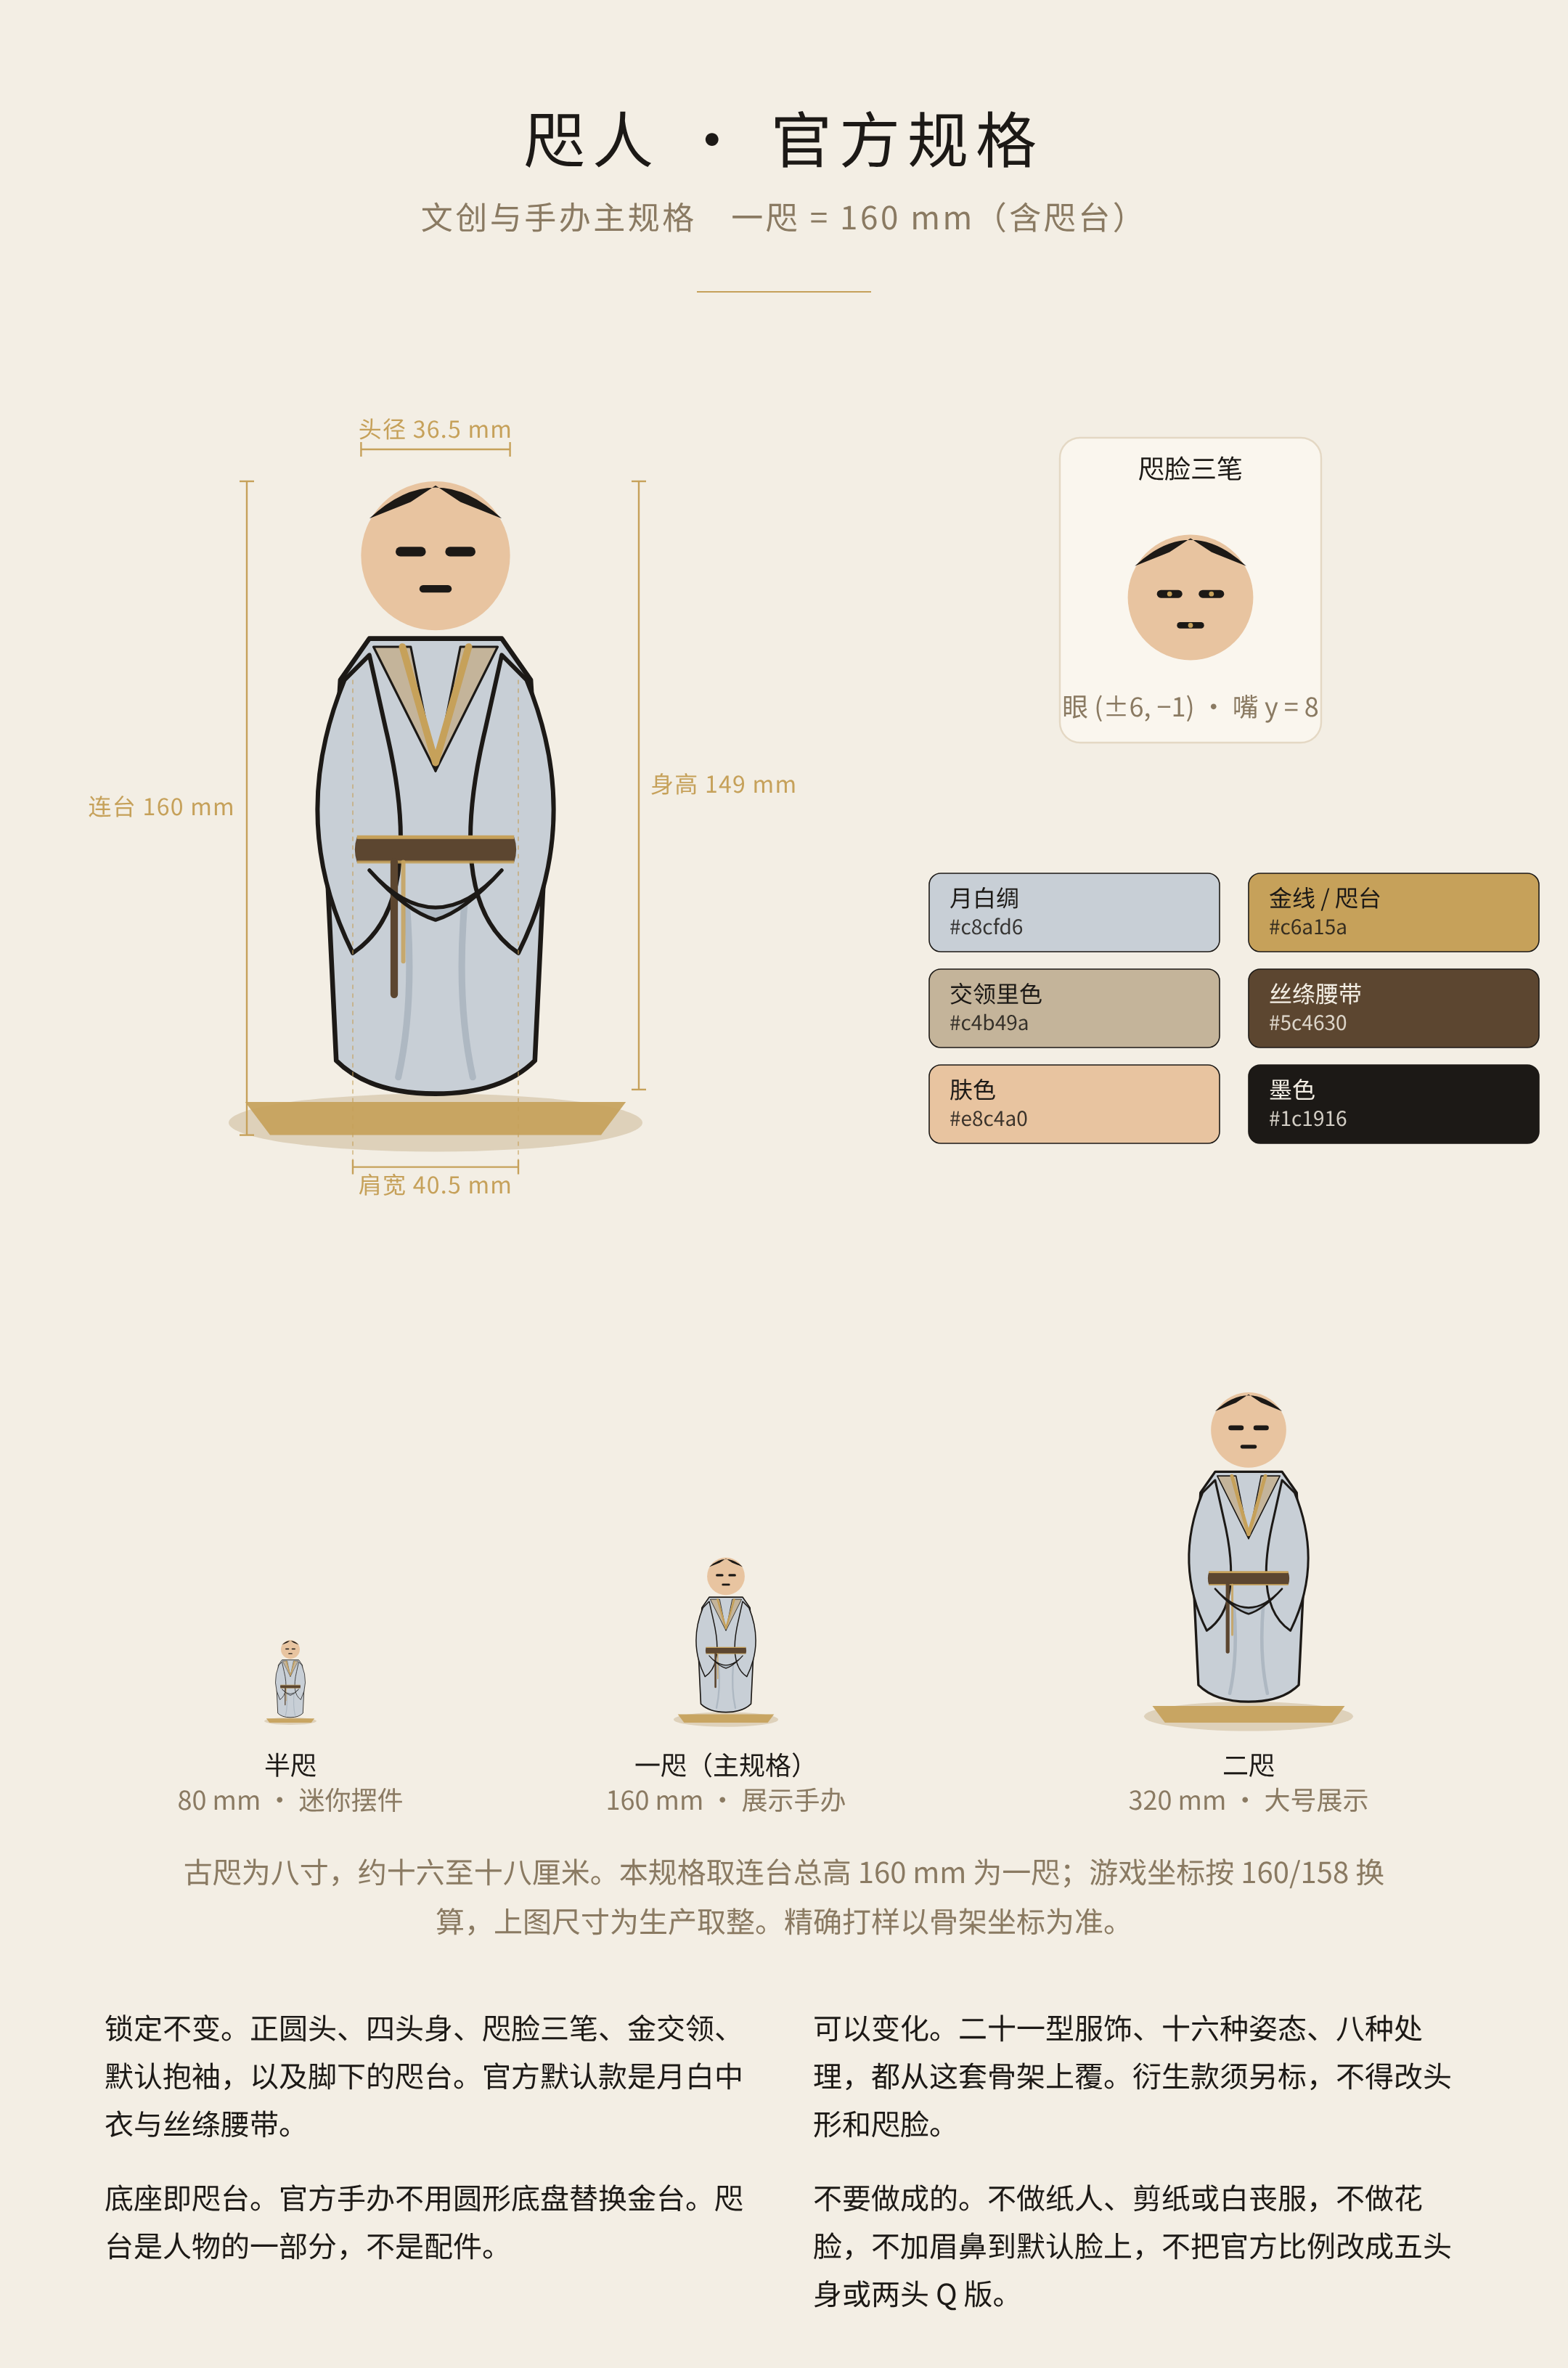 咫人 · 官方规格
文创与手办主规格 一咫 = 160 mm（含咫台）
头径 36.5 mm
连台 160 mm
身高 149 mm
肩宽 40.5 mm
咫脸三笔
眼 (±6, −1) · 嘴 y = 8
月白绸
#c8cfd6
金线 / 咫台
#c6a15a
交领里色
#c4b49a
丝绦腰带
#5c4630
肤色
#e8c4a0
墨色
#1c1916
半咫
80 mm · 迷你摆件
一咫（主规格）
160 mm · 展示手办
二咫
320 mm · 大号展示
古咫为八寸，约十六至十八厘米。本规格取连台总高 160 mm 为一咫；游戏坐标按 160/158 换
算，上图尺寸为生产取整。精确打样以骨架坐标为准。
锁定不变。正圆头、四头身、咫脸三笔、金交领、
默认抱袖，以及脚下的咫台。官方默认款是月白中
衣与丝绦腰带。
底座即咫台。官方手办不用圆形底盘替换金台。咫
台是人物的一部分，不是配件。
可以变化。二十一型服饰、十六种姿态、八种处
理，都从这套骨架上覆。衍生款须另标，不得改头
形和咫脸。
不要做成的。不做纸人、剪纸或白丧服，不做花
脸，不加眉鼻到默认脸上，不把官方比例改成五头
身或两头 Q 版。